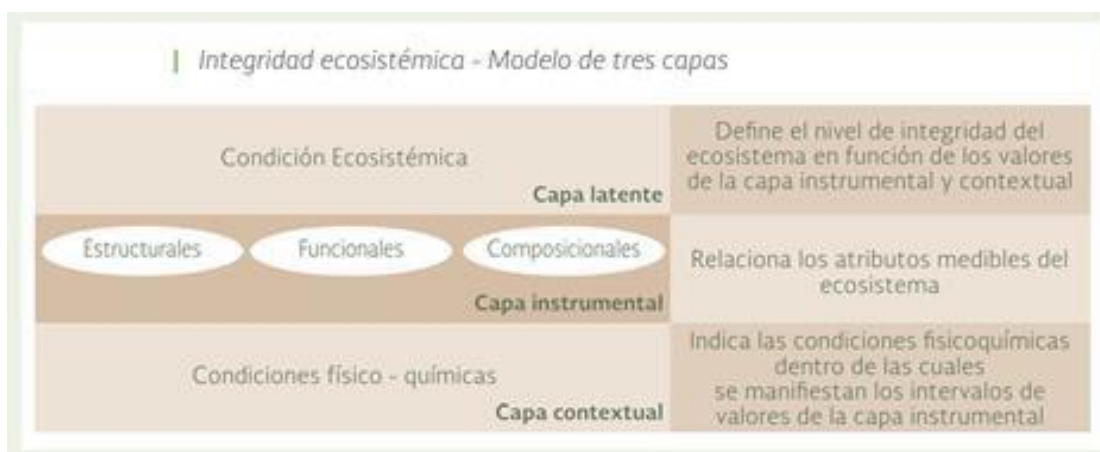 Integridad ecosistémica - Modelo de tres capas
Condición Ecosistémica
Capa latente
Define el nivel de integridad del
ecosistema en función de los valores
de la capa instrumental y contextual
Estructurales
Funcionales
Composicionales
Capa instrumental
Relaciona los atributos medibles del
ecosistema
Condiciones físico - químicas
Capa contextual
Indica las condiciones fisicoquímicas
dentro de las cuales
se manifiestan los intervalos de
valores de la capa instrumental